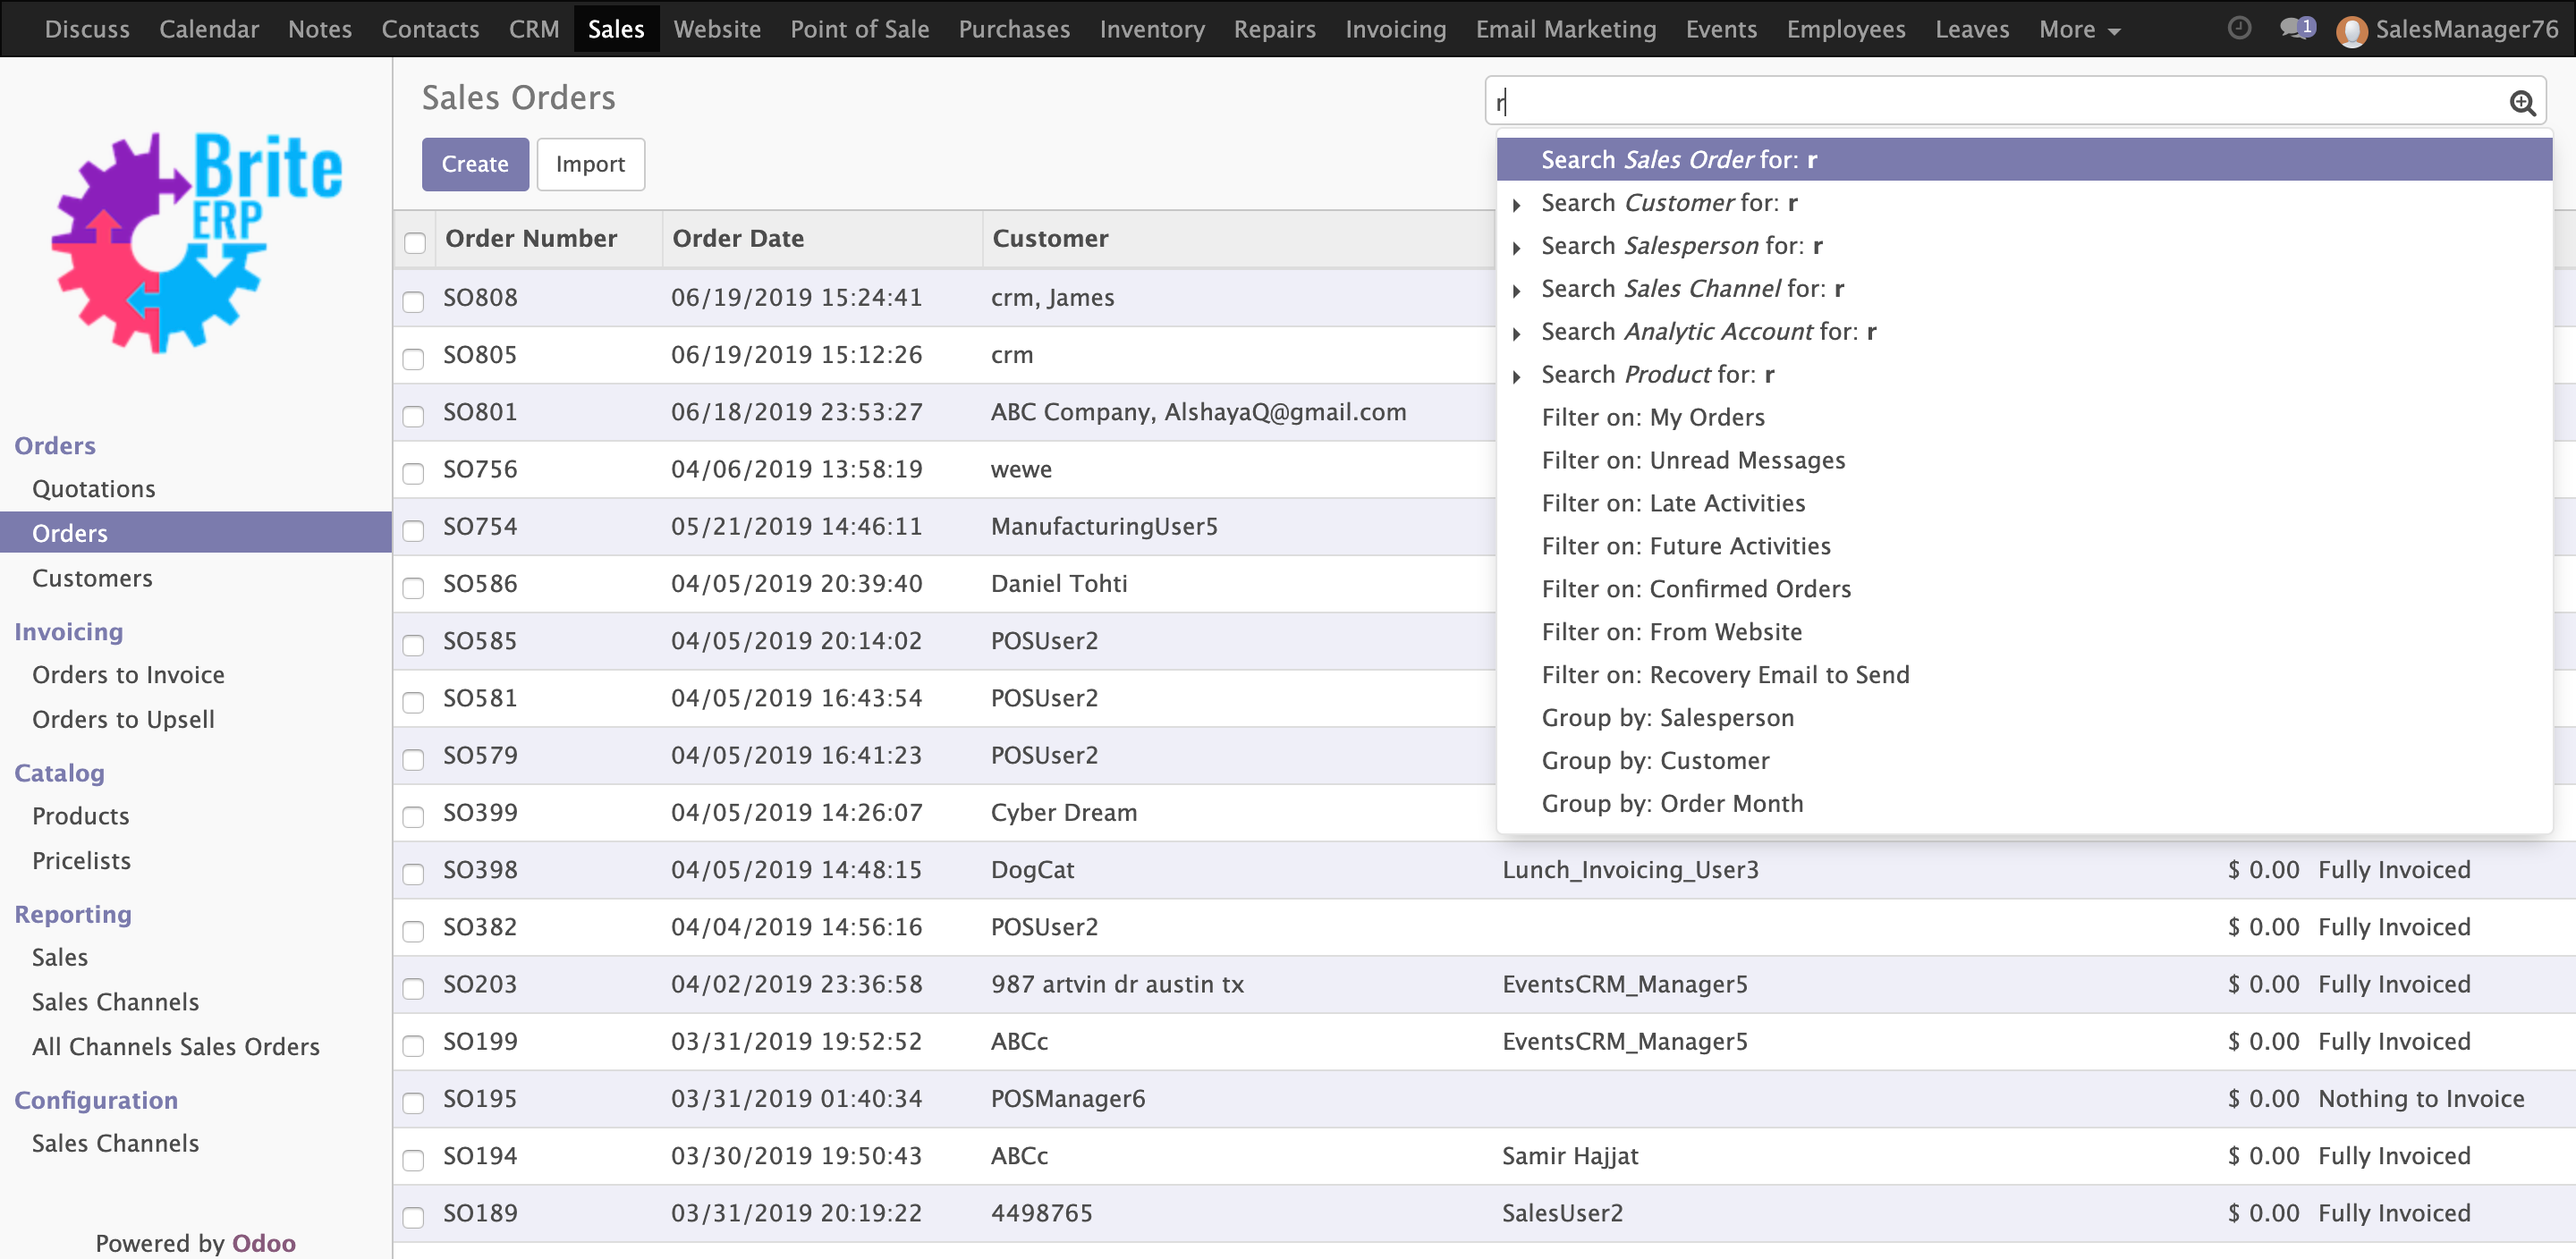 Discuss Calendar Notes Contacts CRM Sales Website Point of Sale Purchases Inventory Repairs Invoicing Email Marketing Events Employees Leaves More 1 SalesManager76
Brite
ERP
Orders
Quotations
Orders
Customers
Invoicing
Orders to Invoice
Orders to Upsell
Catalog
Products
Pricelists
Reporting
Sales
Sales Channels
All Channels Sales Orders
Configuration
Sales Channels
Powered by Odoo
Sales Orders
r
Create Import
Search Sales Order for: r
Search Customer for: r
Search Salesperson for: r
Search Sales Channel for: r
Search Analytic Account for: r
Search Product for: r
Filter on: My Orders
Filter on: Unread Messages
Filter on: Late Activities
Filter on: Future Activities
Filter on: Confirmed Orders
Filter on: From Website
Filter on: Recovery Email to Send
Group by: Salesperson
Group by: Customer
Group by: Order Month
Order Number Order Date Customer
SO808 06/19/2019 15:24:41 crm, James
SO805 06/19/2019 15:12:26 crm
SO801 06/18/2019 23:53:27 ABC Company, AlshayaQ@gmail.com
SO756 04/06/2019 13:58:19 wewe
SO754 05/21/2019 14:46:11 ManufacturingUser5
SO586 04/05/2019 20:39:40 Daniel Tohti
SO585 04/05/2019 20:14:02 POSUser2
SO581 04/05/2019 16:43:54 POSUser2
SO579 04/05/2019 16:41:23 POSUser2
SO399 04/05/2019 14:26:07 Cyber Dream
SO398 04/05/2019 14:48:15 DogCat Lunch_Invoicing_User3 $ 0.00 Fully Invoiced
SO382 04/04/2019 14:56:16 POSUser2 $ 0.00 Fully Invoiced
SO203 04/02/2019 23:36:58 987 artvin dr austin tx EventsCRM_Manager5 $ 0.00 Fully Invoiced
SO199 03/31/2019 19:52:52 ABCc EventsCRM_Manager5 $ 0.00 Fully Invoiced
SO195 03/31/2019 01:40:34 POSManager6 $ 0.00 Nothing to Invoice
SO194 03/30/2019 19:50:43 ABCc Samir Hajjat $ 0.00 Fully Invoiced
SO189 03/31/2019 20:19:22 4498765 SalesUser2 $ 0.00 Fully Invoiced